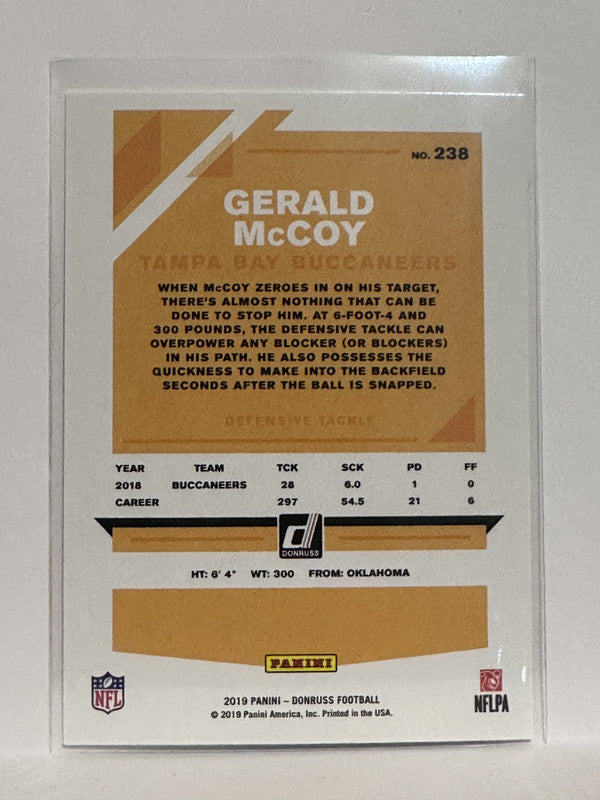 NO. 238
GERALD
McCOY
TAMPA BAY BUCCANEERS
WHEN McCOY ZEROES IN ON HIS TARGET,
THERE'S ALMOST NOTHING THAT CAN BE
DONE TO STOP HIM. AT 6-FOOT-4 AND
300 POUNDS, THE DEFENSIVE TACKLE CAN
OVERPOWER ANY BLOCKER (OR BLOCKERS)
IN HIS PATH. HE ALSO POSSESSES THE
QUICKNESS TO MAKE INTO THE BACKFIELD
SECONDS AFTER THE BALL IS SNAPPED.
DEFENSIVE TACKLE
YEAR TEAM TCK SCK PD FF
2018 BUCCANEERS 28 6.0 1 0
CAREER 297 54.5 21 6
d
DONRUSS
HT: 6' 4" WT: 300 FROM: OKLAHOMA
PANINI
NFL
2019 PANINI – DONRUSS FOOTBALL
© 2019 Panini America, Inc. Printed in the USA.
NFLPA